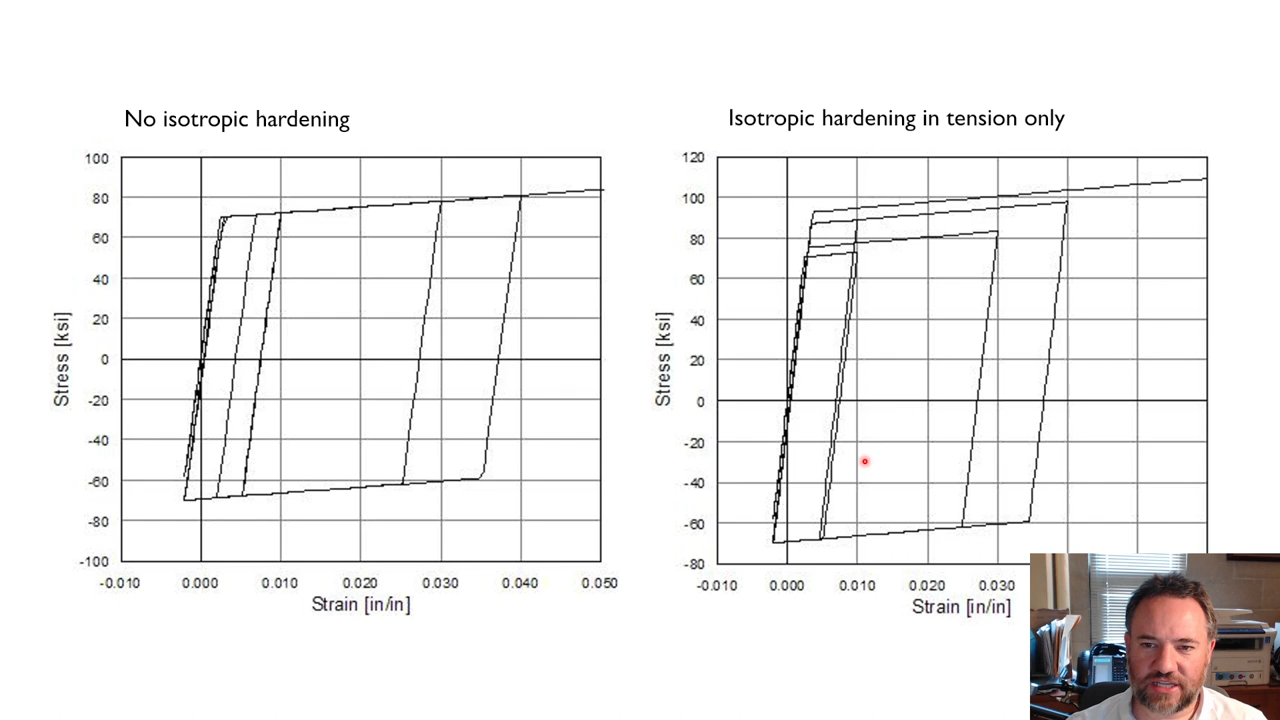 No isotropic hardening
100
80
60
40
20
0
-20
-40
-60
-80
-100
Stress [ksi]
-0.010 0.000 0.010 0.020 0.030 0.040 0.050
Strain [in/in]
Isotropic hardening in tension only
120
100
80
60
40
20
0
-20
-40
-60
-80
Stress [ksi]
-0.010 0.000 0.010 0.020 0.030
Strain [in/in]